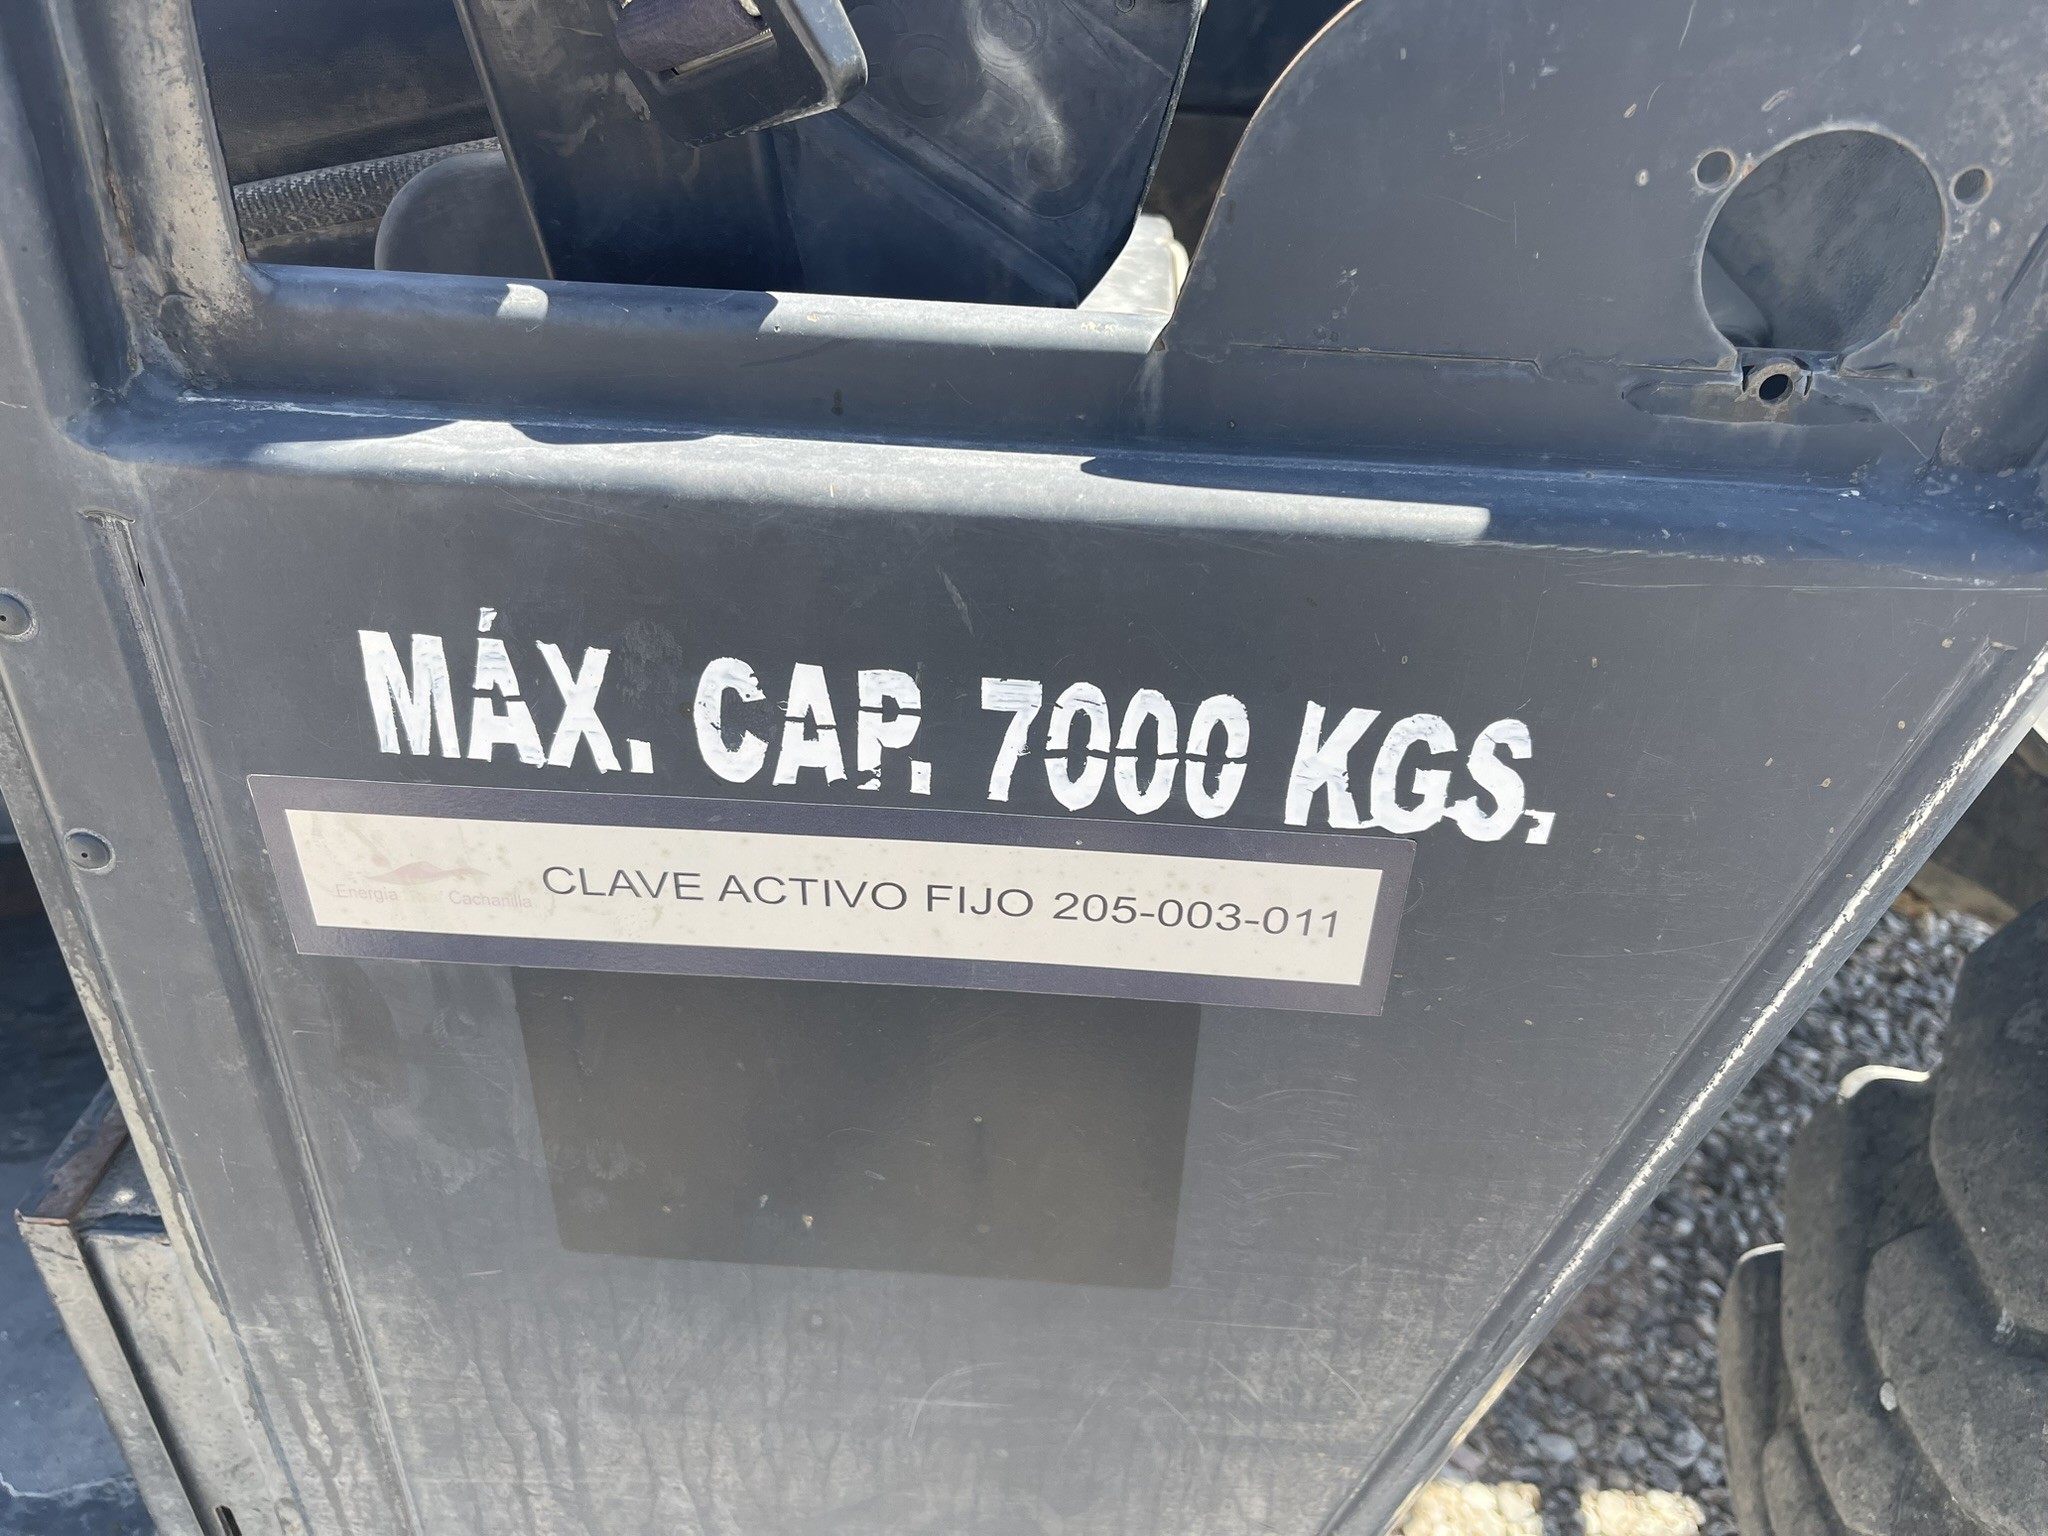 MÁX. CAP. 7000 KGS.
Energía Cachanilla CLAVE ACTIVO FIJO 205-003-011